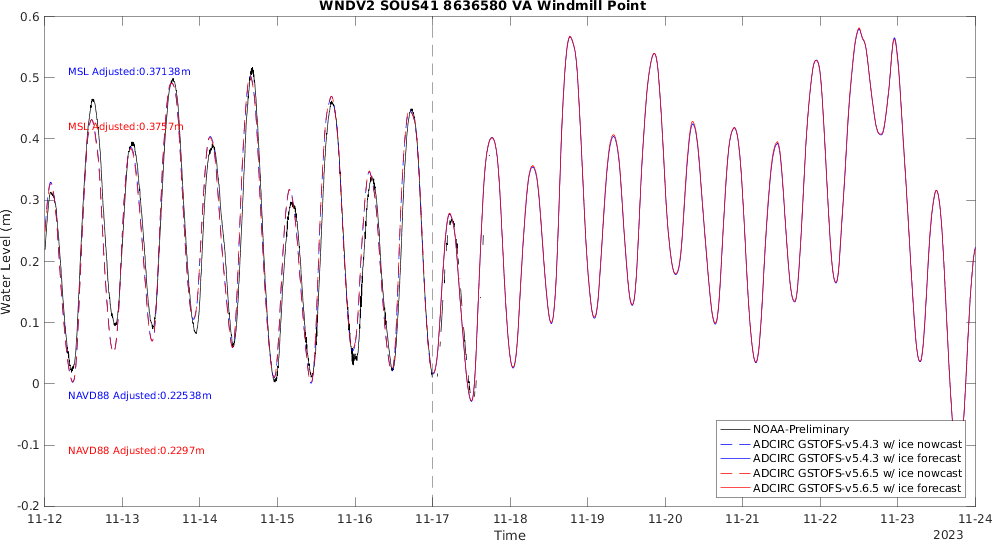 WNDV2 SOUS41 8636580 VA Windmill Point
0.6
0.5
0.4
0.3
0.2
0.1
0
-0.1
-0.2
Water Level (m)
MSL Adjusted:0.37138m
MSL Adjusted:0.3757m
NAVD88 Adjusted:0.22538m
NAVD88 Adjusted:0.2297m
NOAA-Preliminary
ADCIRC GSTOFS-v5.4.3 w/ ice nowcast
ADCIRC GSTOFS-v5.4.3 w/ ice forecast
ADCIRC GSTOFS-v5.6.5 w/ ice nowcast
ADCIRC GSTOFS-v5.6.5 w/ ice forecast
11-12 11-13 11-14 11-15 11-16 11-17 11-18 11-19 11-20 11-21 11-22 11-23 11-24
Time
2023